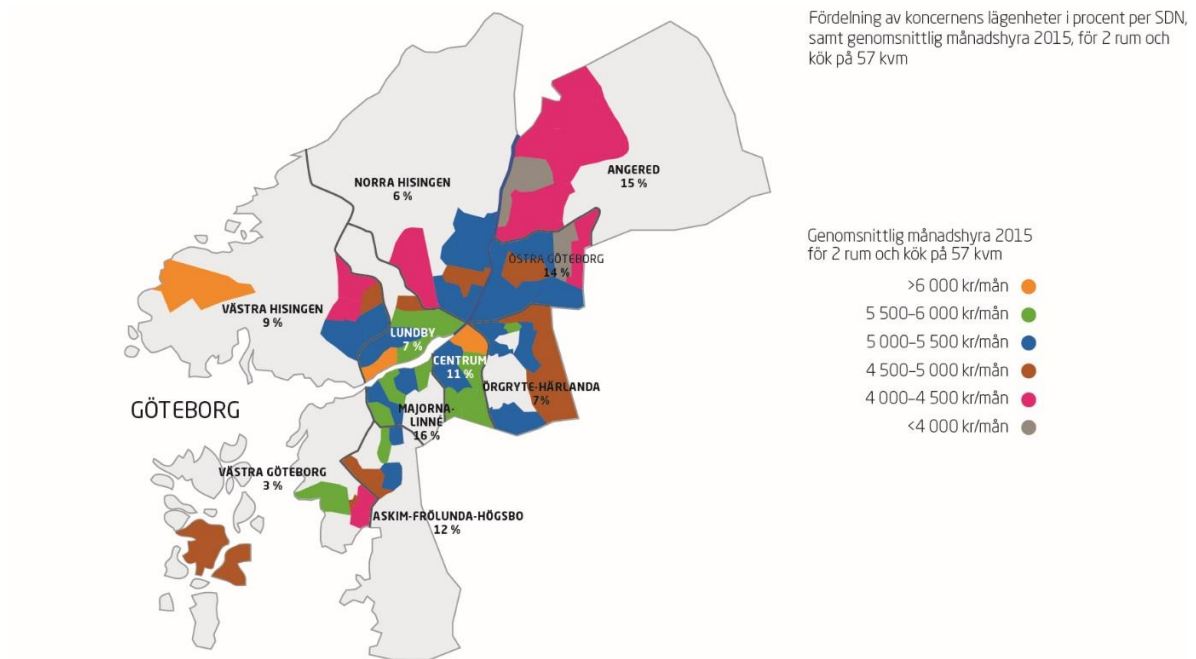 Fördelning av koncernens lägenheter i procent per SDN,
samt genomsnittlig månadshyra 2015, för 2 rum och
kök på 57 kvm
NORRA HISINGEN
6 %
ANGERED
15 %
ÖSTRA GÖTEBORG
14 %
VÄSTRA HISINGEN
9 %
LUNDBY
7 %
CENTRUM
11 %
ÖRGRYTE-HÄRLANDA
7%
MAJORNA-
LINNÉ
16 %
GÖTEBORG
VÄSTRA GÖTEBORG
3 %
ASKIM-FRÖLUNDA-HÖGSBO
12 %
Genomsnittlig månadshyra 2015
för 2 rum och kök på 57 kvm
>6 000 kr/mån
5 500–6 000 kr/mån
5 000–5 500 kr/mån
4 500–5 000 kr/mån
4 000–4 500 kr/mån
<4 000 kr/mån